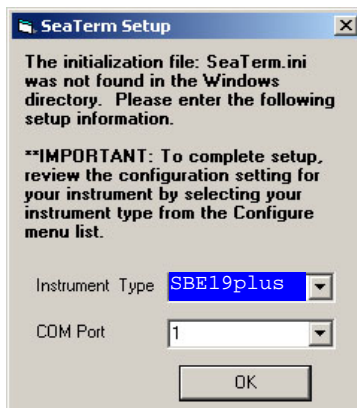 SeaTerm Setup
The initialization file: SeaTerm.ini
was not found in the Windows
directory.  Please enter the following
setup information.
**IMPORTANT: To complete setup,
review the configuration setting for
your instrument by selecting your
instrument type from the Configure
menu list.
Instrument Type SBE19plus
COM Port 1
OK